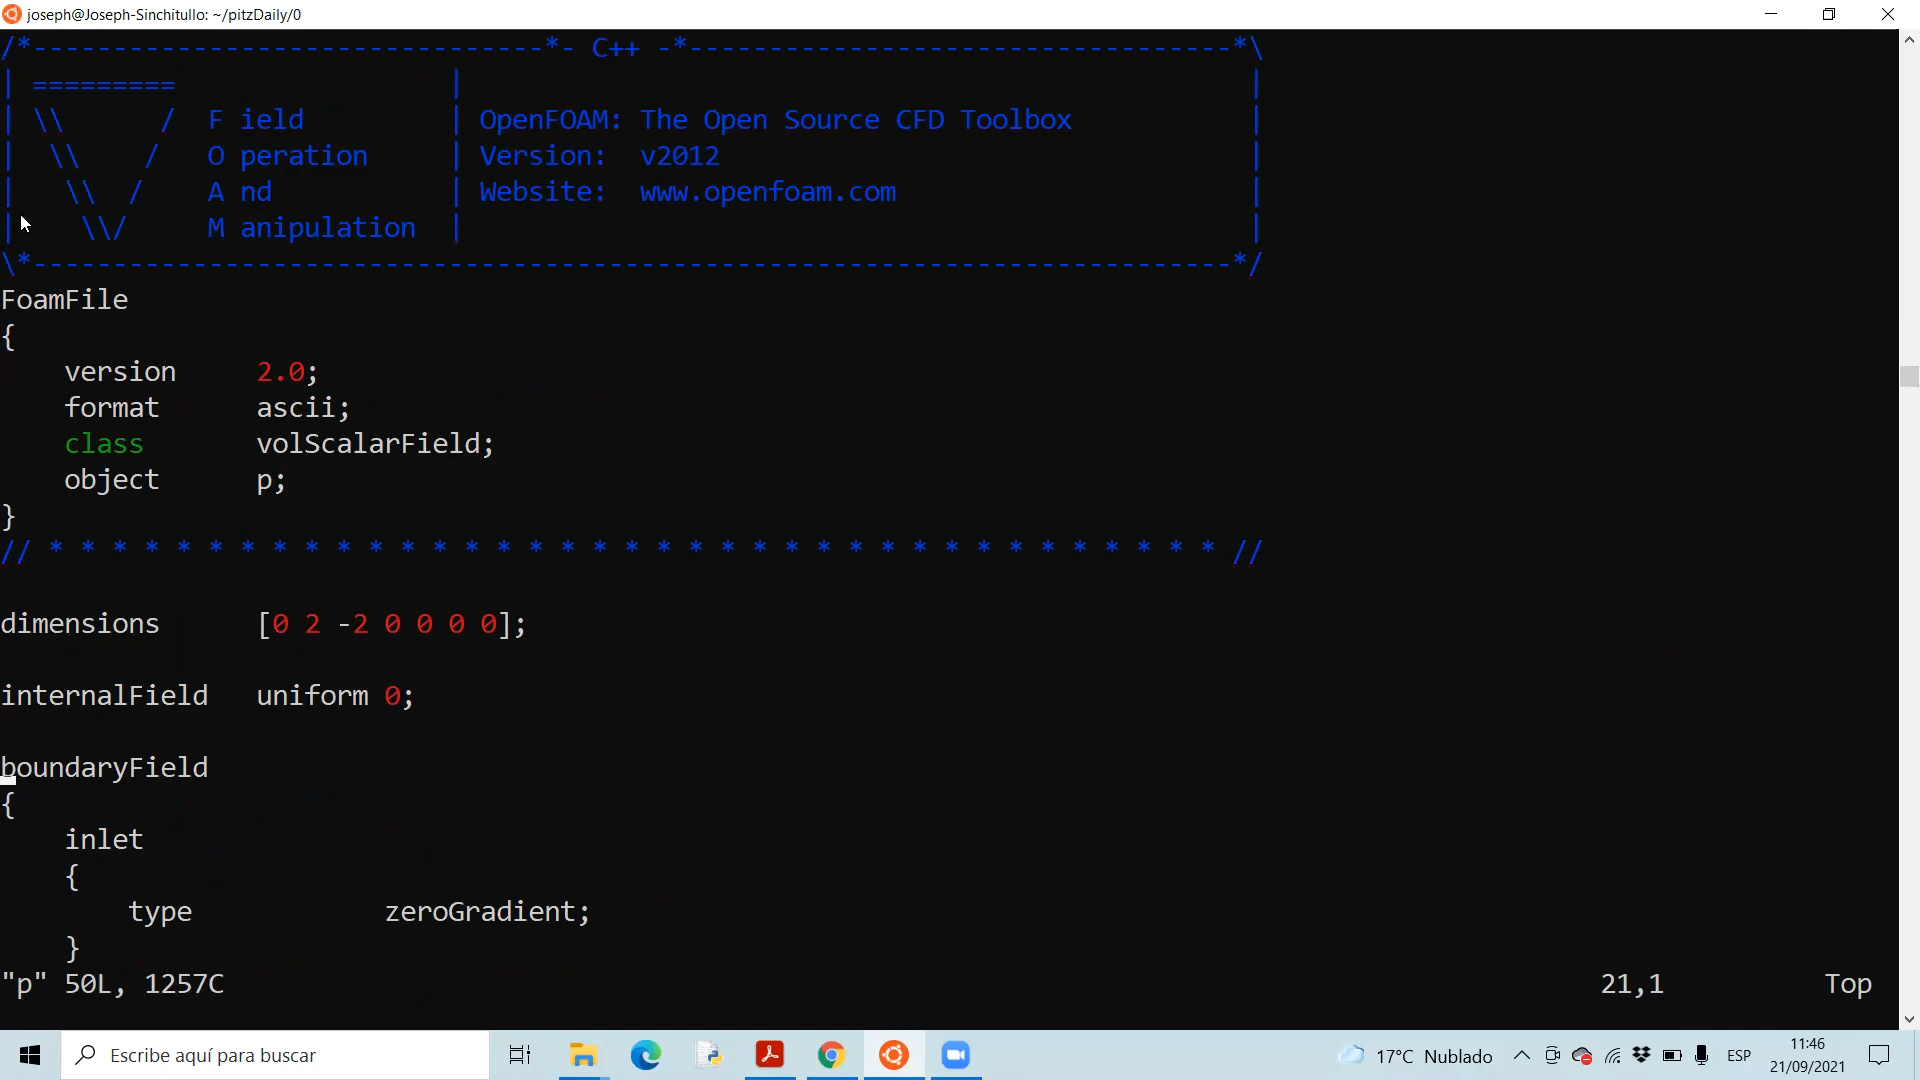 joseph@Joseph-Sinchitullo: ~/pitzDaily/0
/*--------------------------------*- C++ -*----------------------------------*\
| =========                 |                                                 |
| \\      /  F ield         | OpenFOAM: The Open Source CFD Toolbox           |
|  \\    /   O peration     | Version:  v2012                                 |
|   \\  /    A nd           | Website:  www.openfoam.com                      |
|    \\/     M anipulation  |                                                 |
\*---------------------------------------------------------------------------*/
FoamFile
{
    version     2.0;
    format      ascii;
    class       volScalarField;
    object      p;
}
// * * * * * * * * * * * * * * * * * * * * * * * * * * * * * * * * * * * * * //
dimensions      [0 2 -2 0 0 0 0];
internalField   uniform 0;
boundaryField
{
    inlet
    {
        type            zeroGradient;
    }
"p" 50L, 1257C 21,1 Top
Escribe aquí para buscar
17°C Nublado
ESP
11:46
21/09/2021